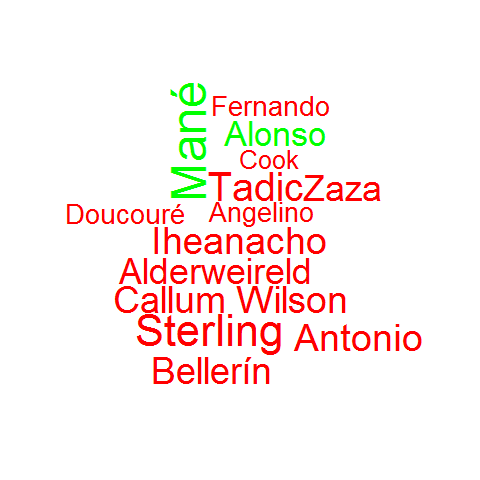 Mané
Fernando
Alonso
Cook
Tadic Zaza
Doucouré Angelino
Iheanacho
Alderweireld
Callum Wilson
Sterling Antonio
Bellerín